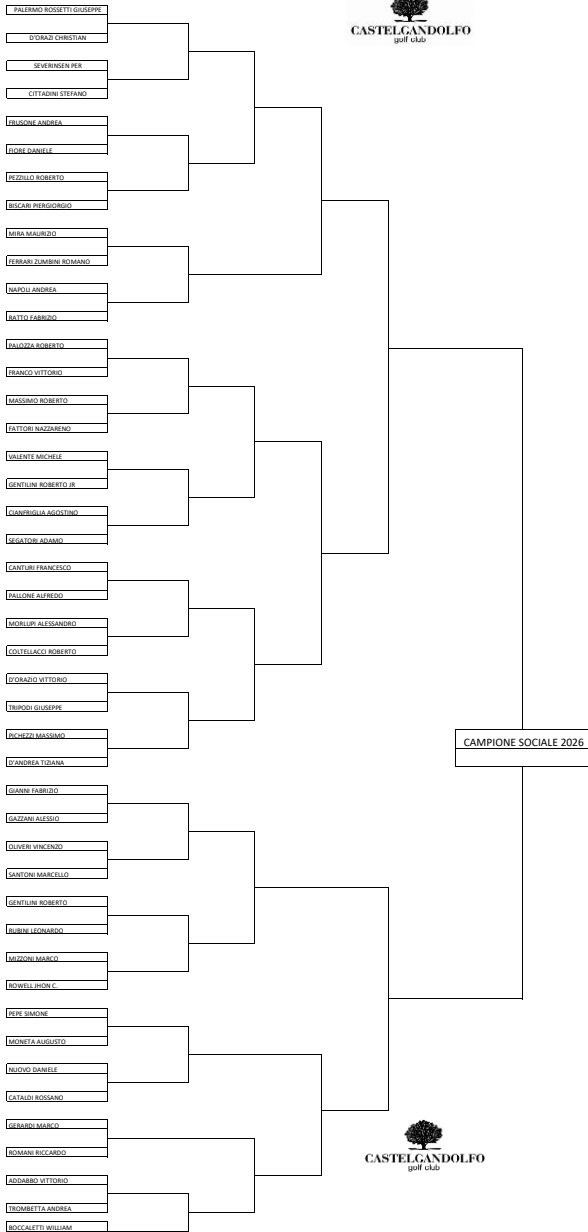 CASTELGANDOLFO
golf club
PALERMO ROSSETTI GIUSEPPE
D'ORAZI CHRISTIAN
SEVERINSEN PER
CITTADINI STEFANO
FRUSONE ANDREA
FIORE DANIELE
PEZZILLO ROBERTO
BISCARI PIERGIORGIO
MIRA MAURIZIO
FERRARI ZUMBINI ROMANO
NAPOLI ANDREA
RATTO FABRIZIO
PALOZZA ROBERTO
FRANCO VITTORIO
MASSIMO ROBERTO
FATTORI NAZZARENO
VALENTE MICHELE
GENTILINI ROBERTO JR
CIANFRIGLIA AGOSTINO
SEGATORI ADAMO
CANTURI FRANCESCO
PALLONE ALFREDO
MORLUPI ALESSANDRO
COLTELLACCI ROBERTO
D'ORAZIO VITTORIO
TRIPODI GIUSEPPE
PICHEZZI MASSIMO
CAMPIONE SOCIALE 2026
D'ANDREA TIZIANA
GIANNI FABRIZIO
GAZZANI ALESSIO
OLIVERI VINCENZO
SANTONI MARCELLO
GENTILINI ROBERTO
RUBINI LEONARDO
MIZZONI MARCO
ROWELL JHON C.
PEPE SIMONE
MONETA AUGUSTO
NUOVO DANIELE
CATALDI ROSSANO
GERARDI MARCO
ROMANI RICCARDO
CASTELGANDOLFO
golf club
ADDABBO VITTORIO
TROMBETTA ANDREA
BOCCALETTI WILLIAM